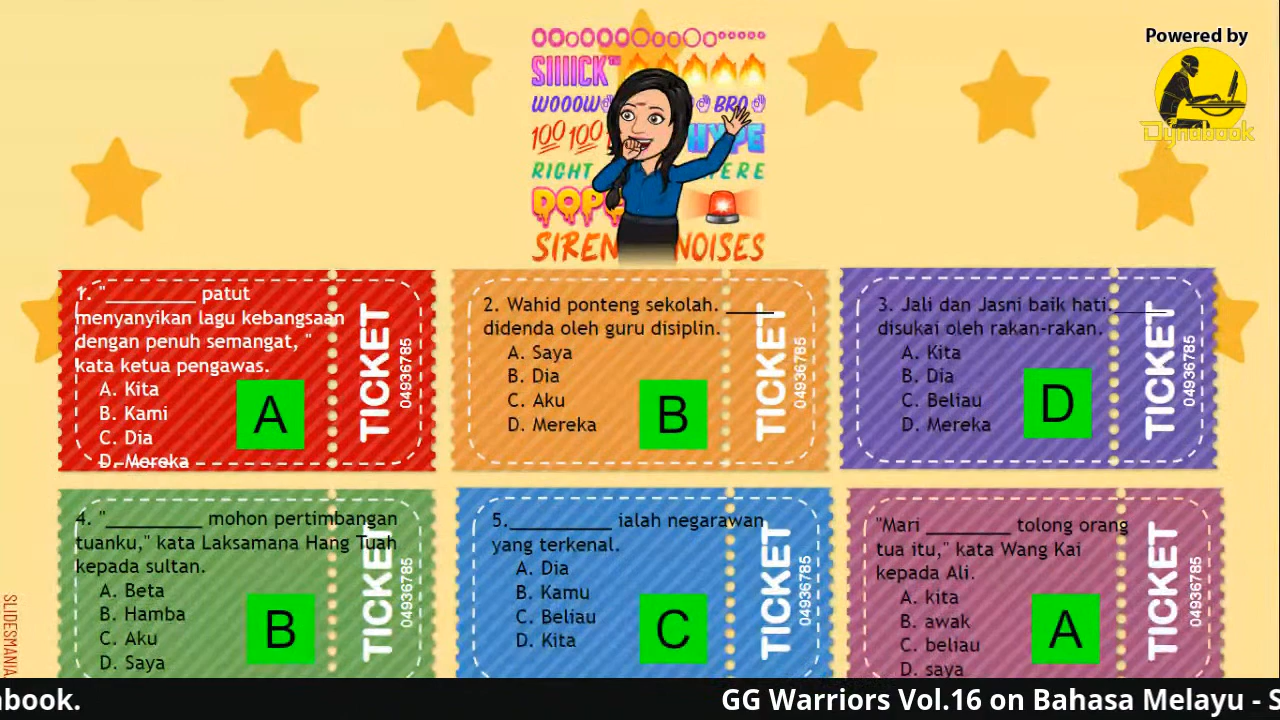 SIIIICK™
WOOOW
BRO
100 100
HYPE
RIGHT
ERE
DOPE
SIREN NOISES
Powered by
Dynabook
1. "_________ patut
menyanyikan lagu kebangsaan
dengan penuh semangat, "
kata ketua pengawas.
A. Kita
B. Kami
C. Dia
D. Mereka
A
TICKET
04936785
2. Wahid ponteng sekolah. _____
didenda oleh guru disiplin.
A. Saya
B. Dia
C. Aku
D. Mereka
B
TICKET
04936785
3. Jali dan Jasni baik hati._____
disukai oleh rakan-rakan.
A. Kita
B. Dia
C. Beliau
D. Mereka
D
TICKET
04936785
4. "__________ mohon pertimbangan
tuanku," kata Laksamana Hang Tuah
kepada sultan.
A. Beta
B. Hamba
C. Aku
D. Saya
B
TICKET
04936785
5.__________ ialah negarawan
yang terkenal.
A. Dia
B. Kamu
C. Beliau
D. Kita
C
TICKET
04936785
"Mari ________ tolong orang
tua itu," kata Wang Kai
kepada Ali.
A. kita
B. awak
C. beliau
D. saya
A
TICKET
04936785
SLIDESMANIA
abook.
GG Warriors Vol.16 on Bahasa Melayu - S